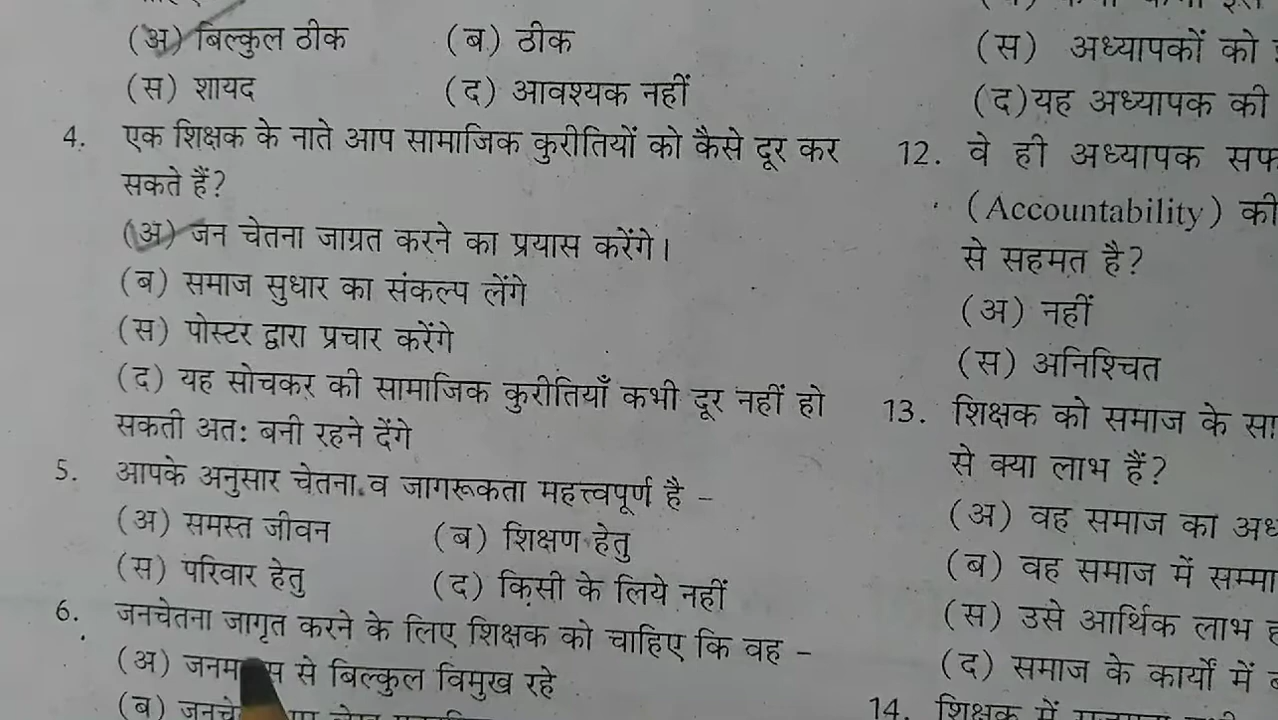 (अ) बिल्कुल ठीक (ब) ठीक
(स) शायद (द) आवश्यक नहीं
4. एक शिक्षक के नाते आप सामाजिक कुरीतियों को कैसे दूर कर
सकते हैं?
(अ) जन चेतना जाग्रत करने का प्रयास करेंगे।
(ब) समाज सुधार का संकल्प लेंगे
(स) पोस्टर द्वारा प्रचार करेंगे
(द) यह सोचकर की सामाजिक कुरीतियाँ कभी दूर नहीं हो
सकती अतः बनी रहने देंगे
5. आपके अनुसार चेतना व जागरूकता महत्त्वपूर्ण है –
(अ) समस्त जीवन (ब) शिक्षण हेतु
(स) परिवार हेतु (द) किसी के लिये नहीं
6. जनचेतना जागृत करने के लिए शिक्षक को चाहिए कि वह –
(अ) से बिल्कुल विमुख रहे
(ब)
(स) अध्यापकों को
(द) यह अध्यापक की
12. वे ही अध्यापक
(Accountability) की
से सहमत है?
(अ) नहीं
(स) अनिश्चित
13. शिक्षक को समाज के
से क्या लाभ हैं?
(अ) वह समाज का
(ब) वह समाज में
(स) उसे आर्थिक लाभ
(द) समाज के कार्यों में
14. शिक्षक में